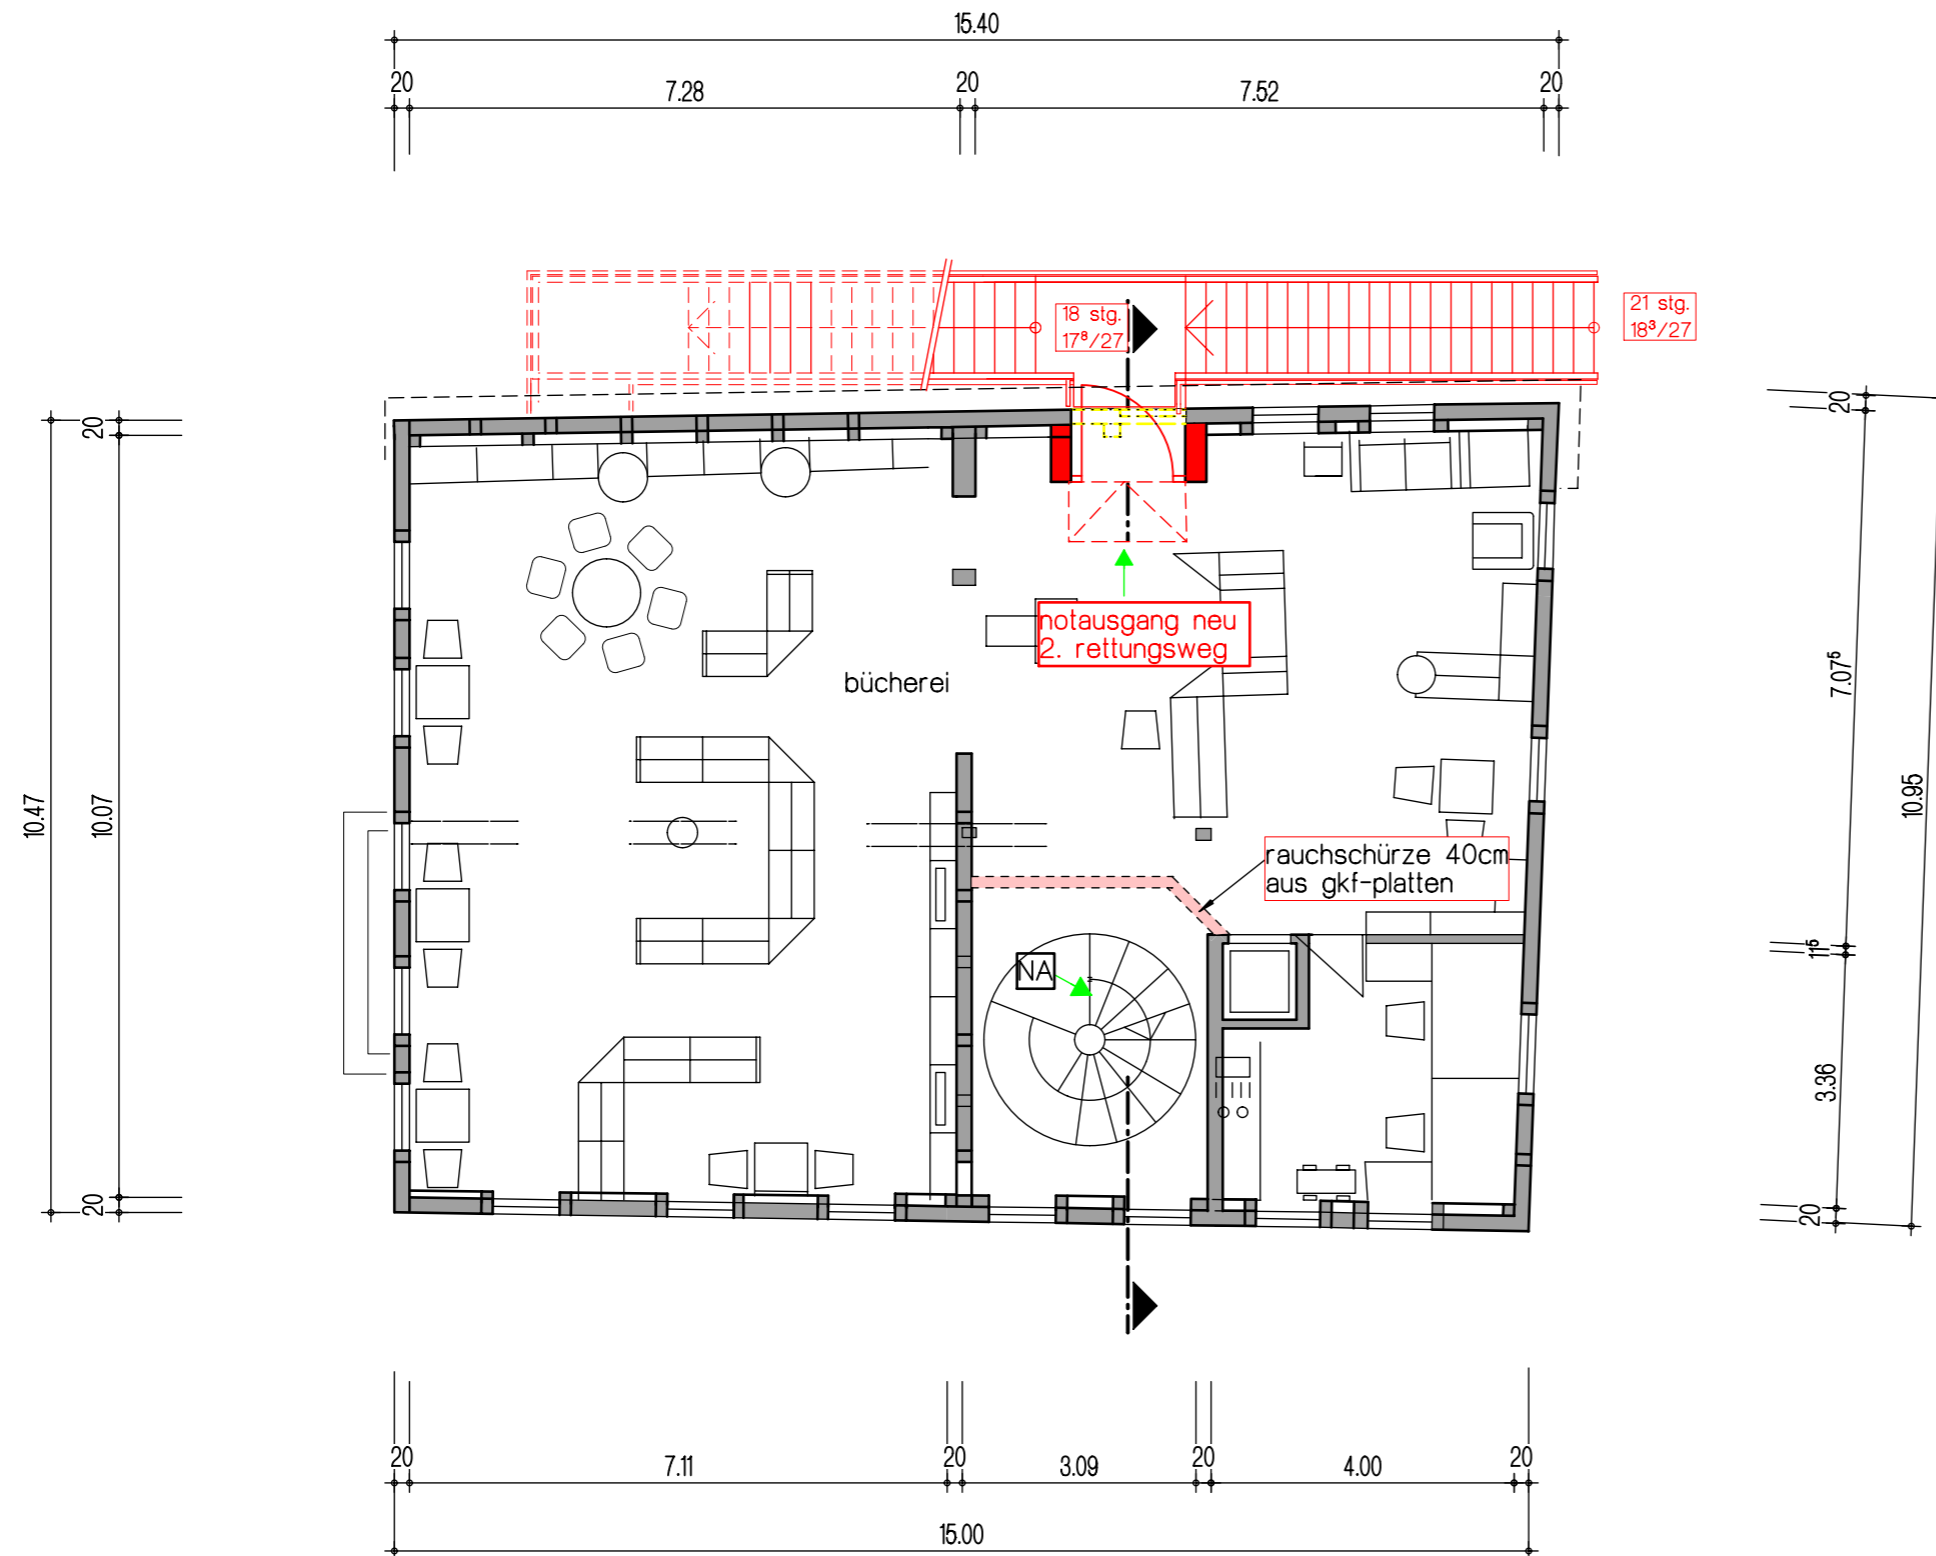 15.40
20 7.28 20 7.52 20
18 stg.
17⁸/27
21 stg.
18³/27
notausgang neu
2. rettungsweg
bücherei
rauchschürze 40cm
aus gkf-platten
NA
20
10.47
10.07
20
20
7.07⁵
11⁵
10.95
3.36
20
20 7.11 20 3.09 20 4.00 20
15.00